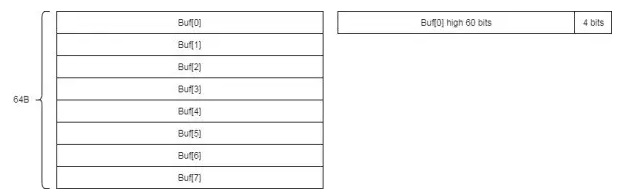 Buf[0]
Buf[1]
Buf[2]
Buf[3]
Buf[4]
Buf[5]
Buf[6]
Buf[7]
64B
Buf[0] high 60 bits
4 bits